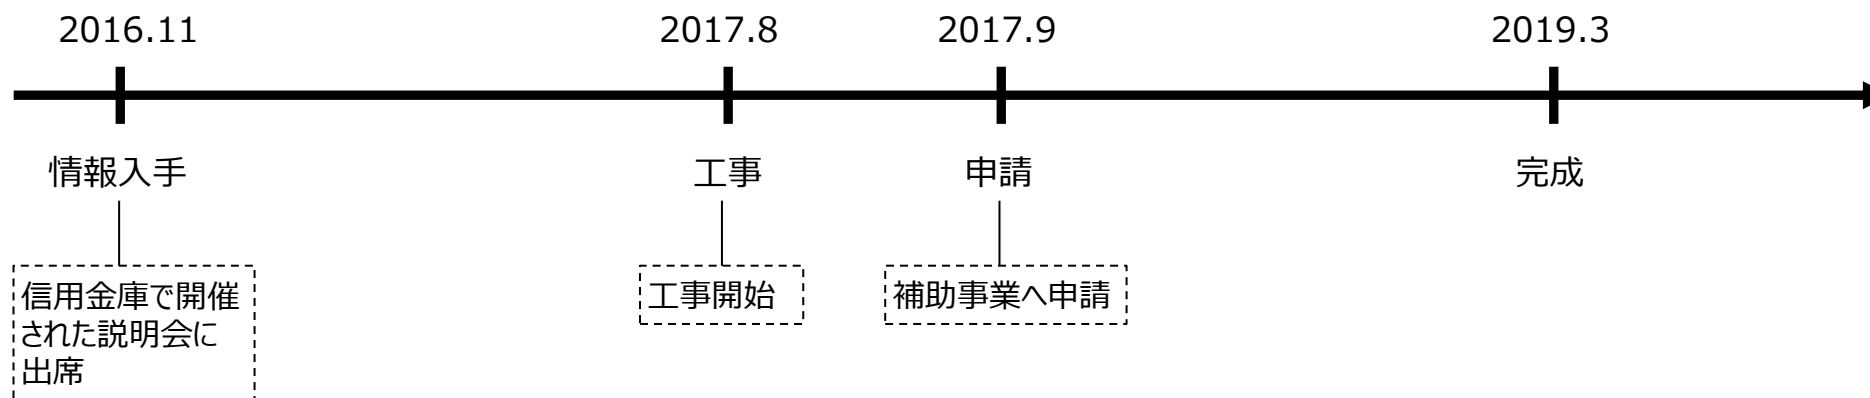 2016.11
2017.8
2017.9
2019.3
情報入手
工事
申請
完成
信用金庫で開催
された説明会に
出席
工事開始
補助事業へ申請